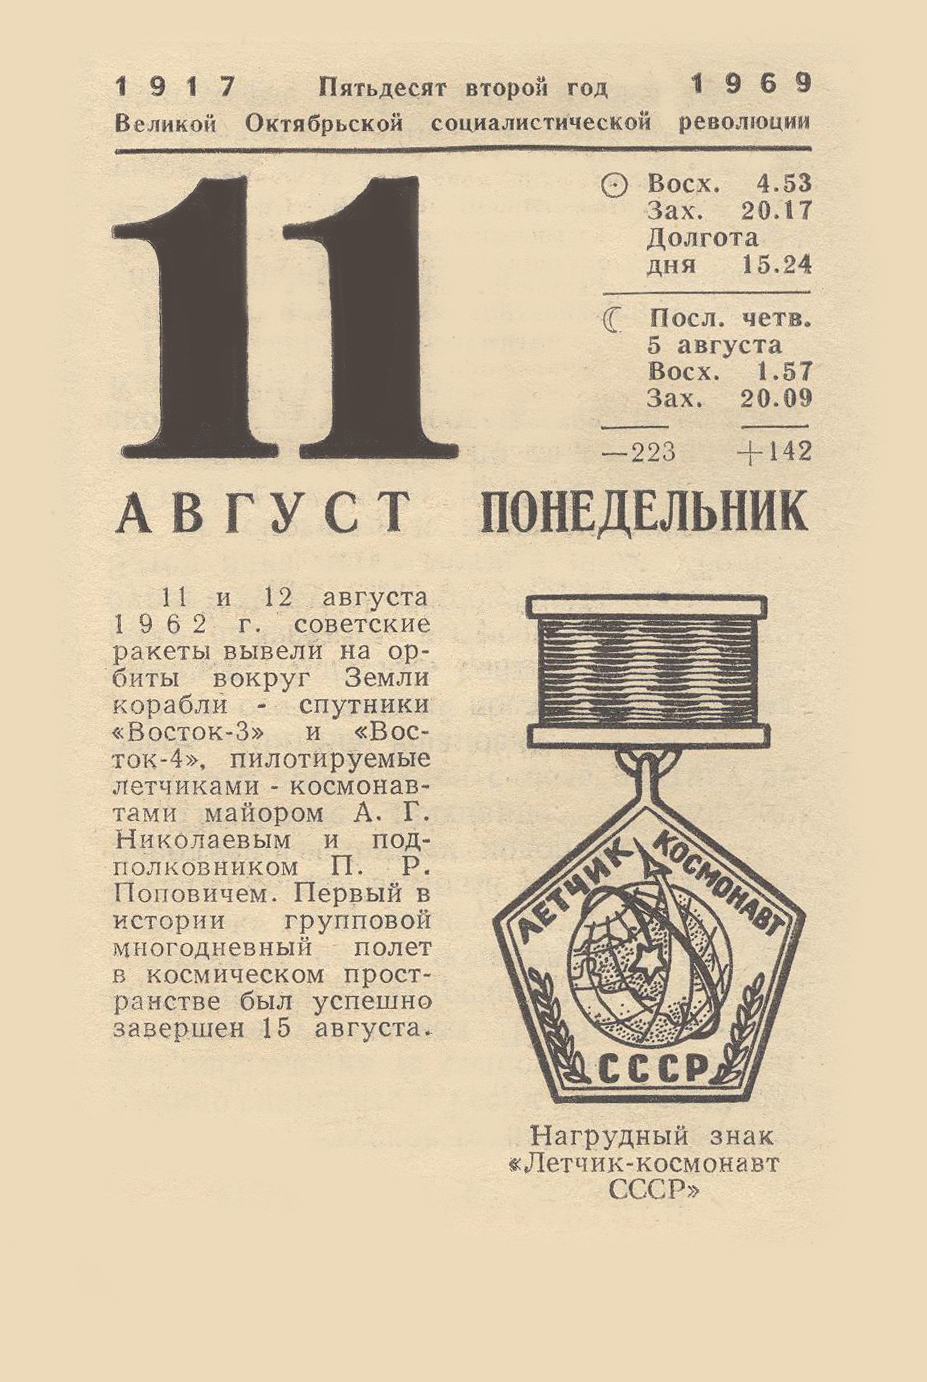 1917 Пятьдесят второй год 1969
Великой Октябрьской социалистической революции
11
Восх. 4.53
Зах. 20.17
Долгота
дня 15.24
Посл. четв.
5 августа
Восх. 1.57
Зах. 20.09
—223 +142
АВГУСТ ПОНЕДЕЛЬНИК
11 и 12 августа
1962 г. советские
ракеты вывели на ор-
биты вокруг Земли
корабли - спутники
«Восток-3» и «Вос-
ток-4», пилотируемые
летчиками - космонав-
тами майором А. Г.
Николаевым и под-
полковником П. Р.
Поповичем. Первый в
истории групповой
многодневный полет
в космическом прост-
ранстве был успешно
завершен 15 августа.
ЛЕТЧИК КОСМОНАВТ
СССР
Нагрудный знак
«Летчик-космонавт
СССР»